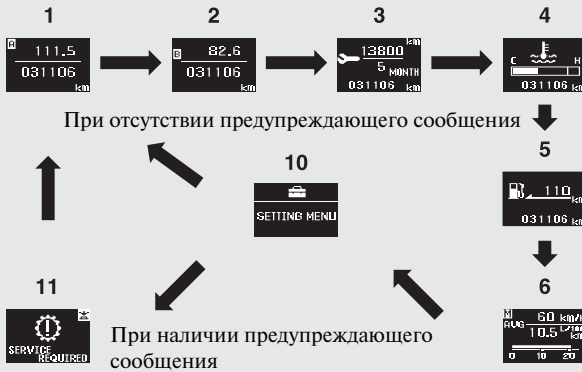 1
2
3
4
A 111.5
031106
km
B 82.6
031106
km
km
13800
5 MONTH
031106 km
C H
031106 km
При отсутствии предупреждающего сообщения
5
110 km
031106 km
10
SETTING MENU
6
M 60 km/h
AVG 10.5 L/100 km
0 10 20
11
SERVICE
REQUIRED
При наличии предупреждающего
сообщения